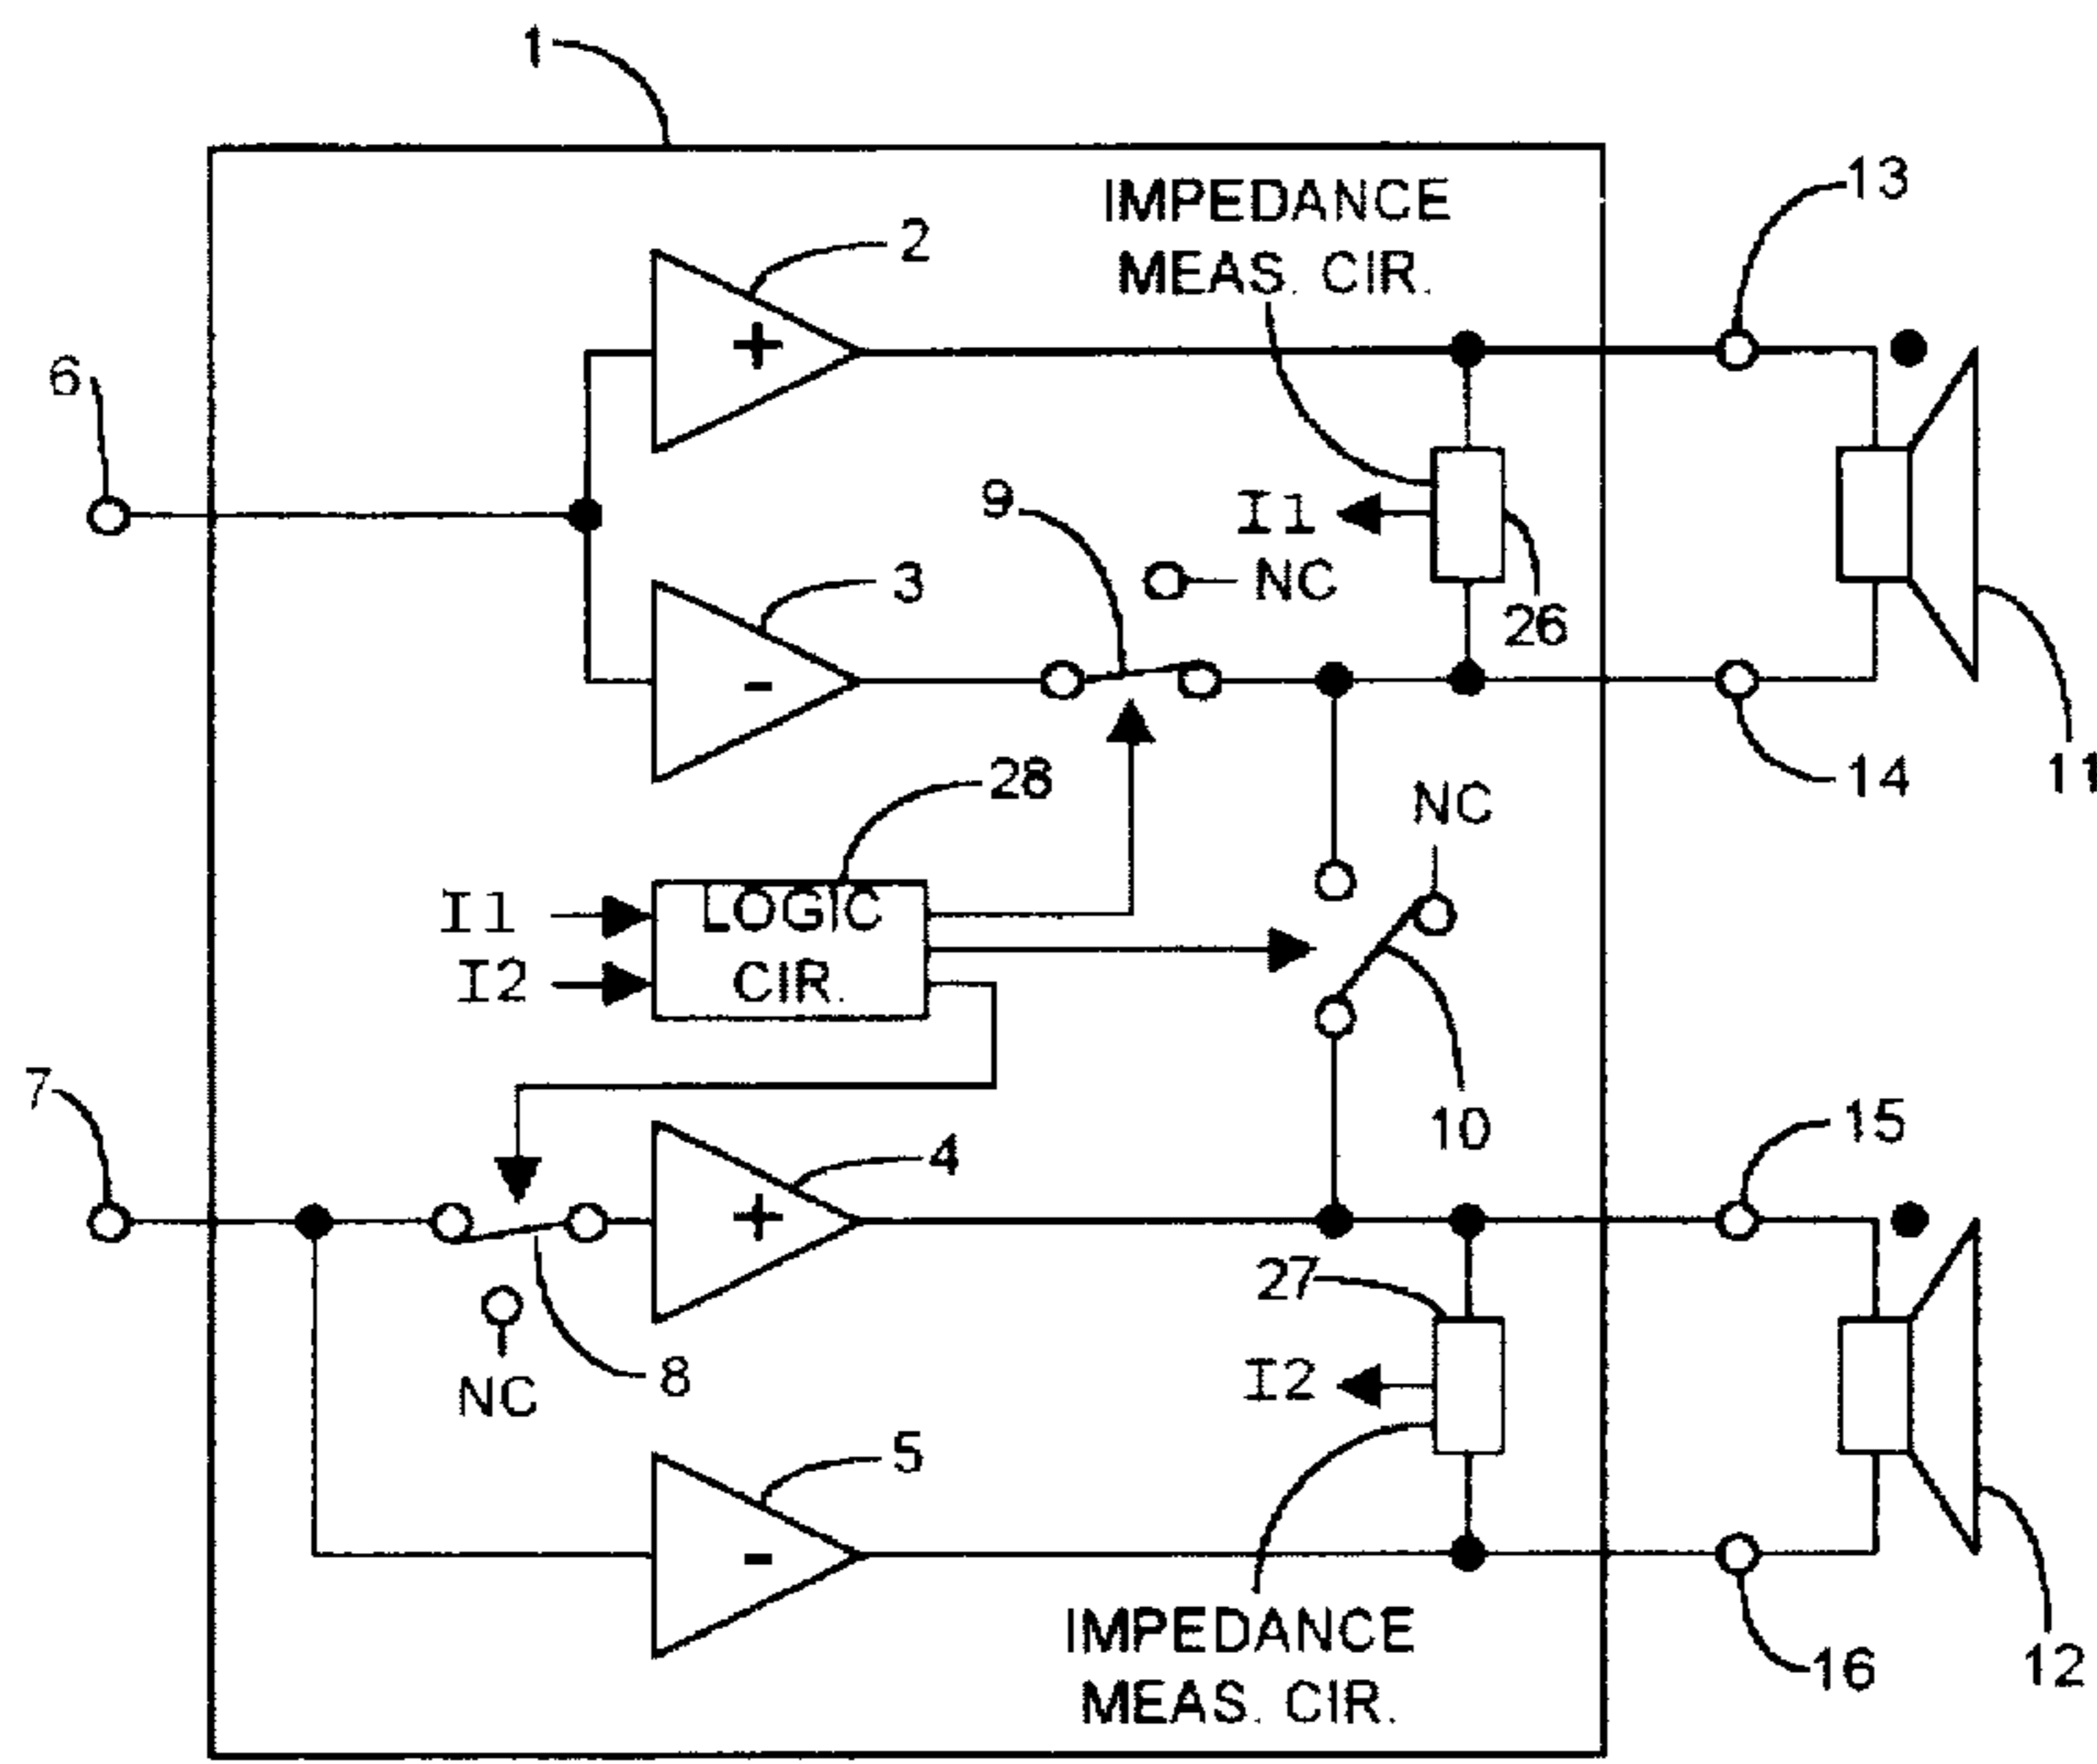 1
IMPEDANCE
MEAS. CIR.
13
2
6
9
I1
NC
3
26
11
14
28
NC
I1
LOGIC
I2
CIR.
7
10
15
4
27
8
I2
NC
5
IMPEDANCE
MEAS. CIR.
16
12
+
-
+
-